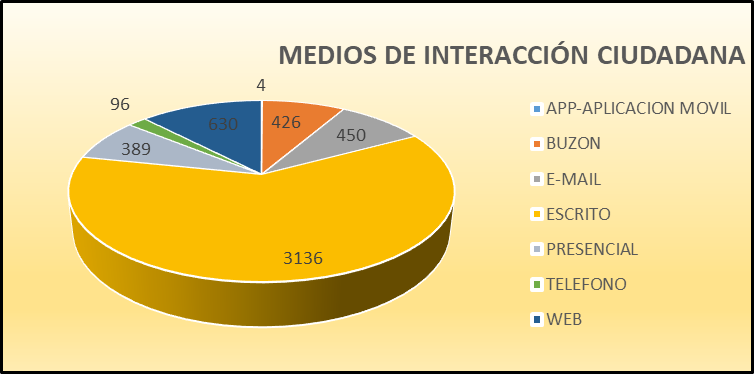 MEDIOS DE INTERACCIÓN CIUDADANA
4
96
630
426
450
389
3136
APP-APLICACION MOVIL
BUZON
E-MAIL
ESCRITO
PRESENCIAL
TELEFONO
WEB